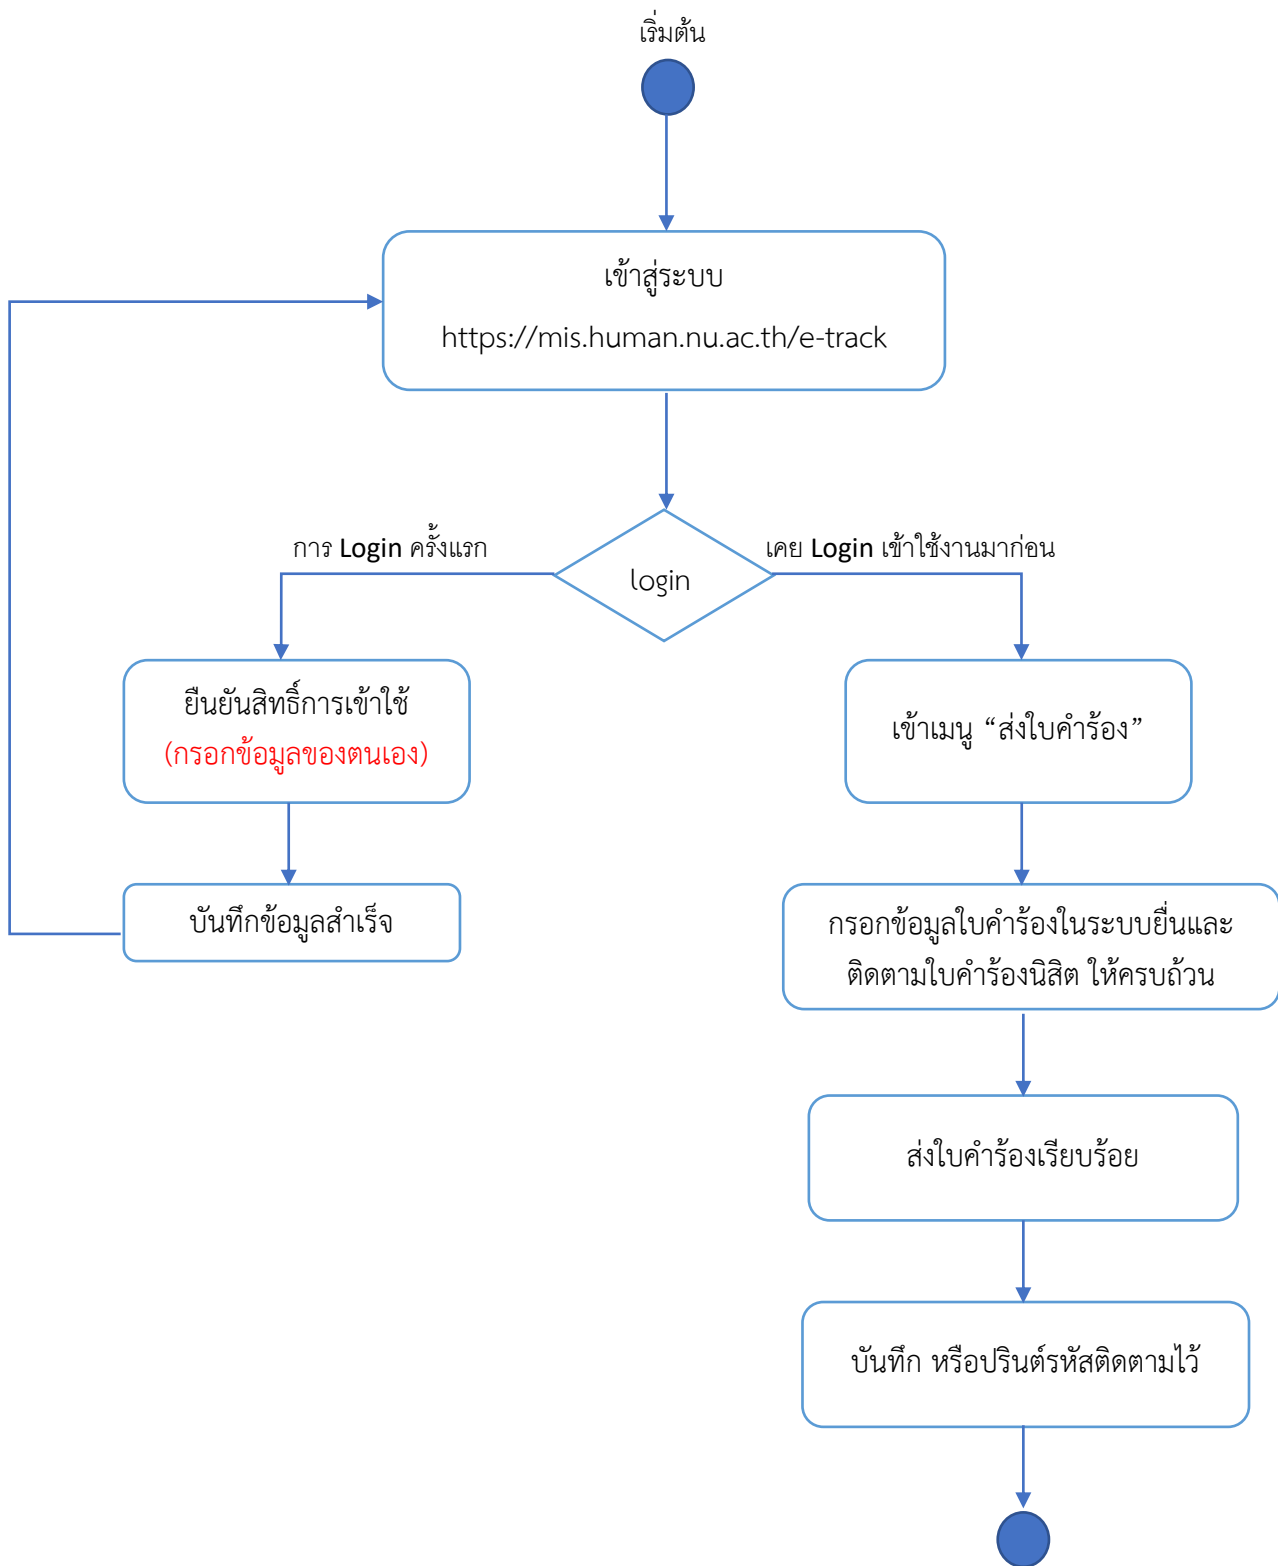 เริ่มต้น
เข้าสู่ระบบ
https://mis.human.nu.ac.th/e-track
การ Login ครั้งแรก
เคย Login เข้าใช้งานมาก่อน
login
ยืนยันสิทธิ์การเข้าใช้
(กรอกข้อมูลของตนเอง)
เข้าเมนู “ส่งใบคำร้อง”
บันทึกข้อมูลสำเร็จ
กรอกข้อมูลใบคำร้องในระบบยื่นและ
ติดตามใบคำร้องนิสิต ให้ครบถ้วน
ส่งใบคำร้องเรียบร้อย
บันทึก หรือปรินต์รหัสติดตามไว้